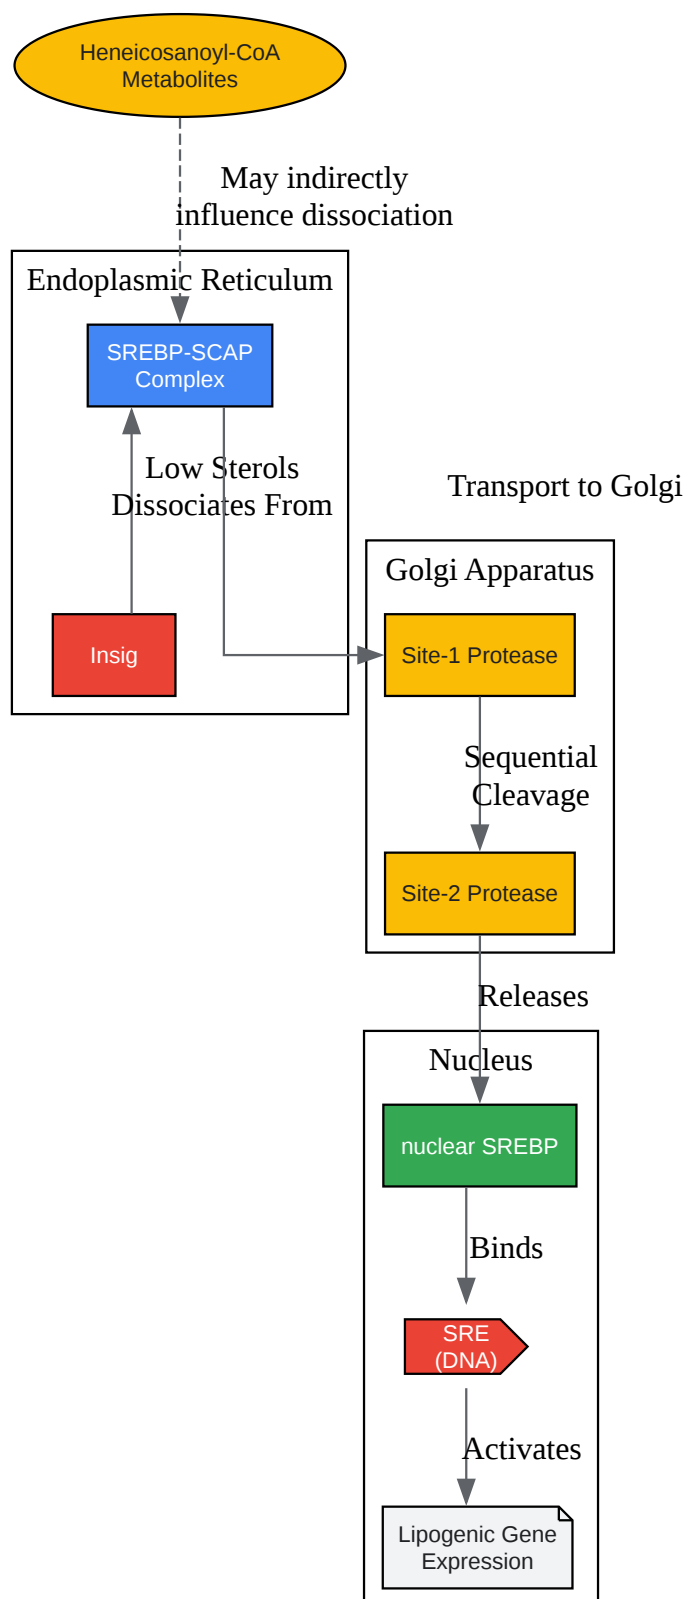 Heneicosanoyl-CoA
Metabolites
May indirectly
influence dissociation
Endoplasmic Reticulum
SREBP-SCAP
Complex
Low Sterols
Dissociates From
Transport to Golgi
Insig
Golgi Apparatus
Site-1 Protease
Sequential
Cleavage
Site-2 Protease
Releases
Nucleus
nuclear SREBP
Binds
SRE
(DNA)
Activates
Lipogenic Gene
Expression